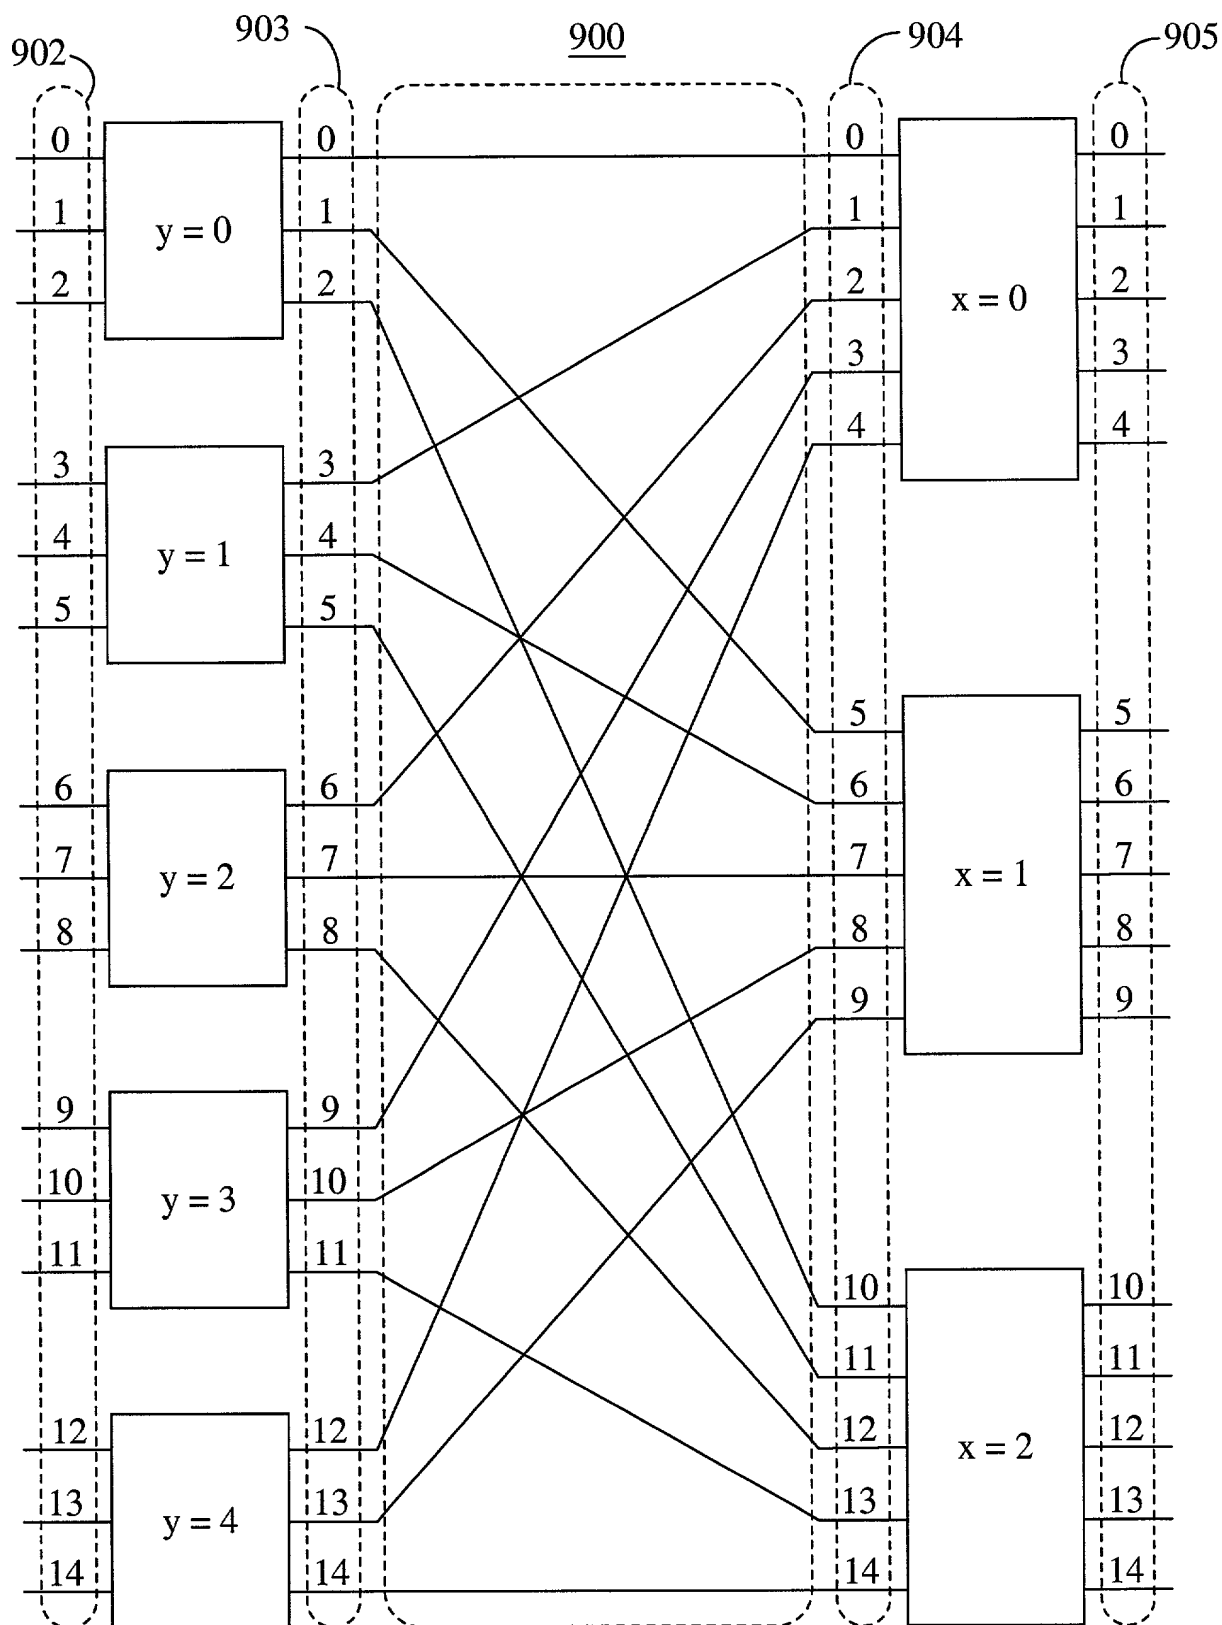 902 903 900 904 905
0 0 0 0
1 y = 0 1 1 1
2 2 2 x = 0 2
3 3
4 4
3 3
4 y = 1 4
5 5
5 5
6 6 6 6
7 y = 2 7 7 x = 1 7
8 8 8 8
9 9
9 9
10 y = 3 10
11 11
10 10
11 11
12 12 12 x = 2 12
13 y = 4 13 13 13
14 14 14 14